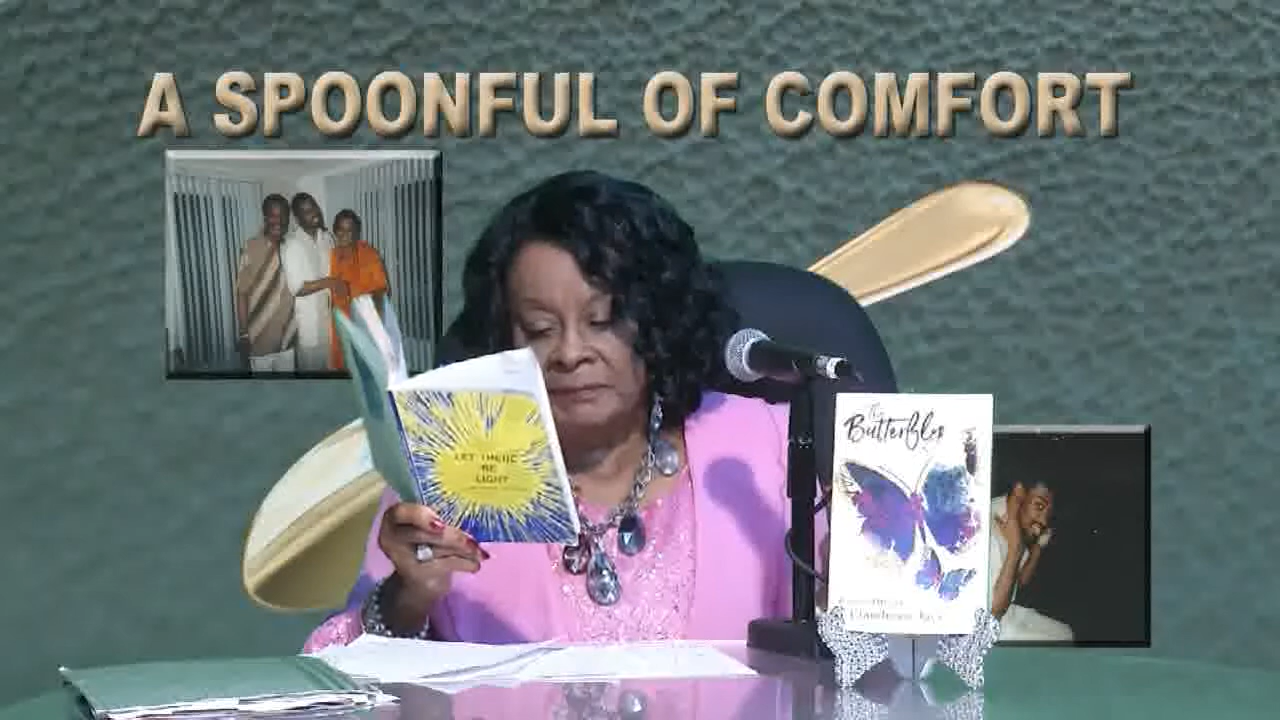 A SPOONFUL OF COMFORT
LET THERE
BE
LIGHT
The
Butterflies